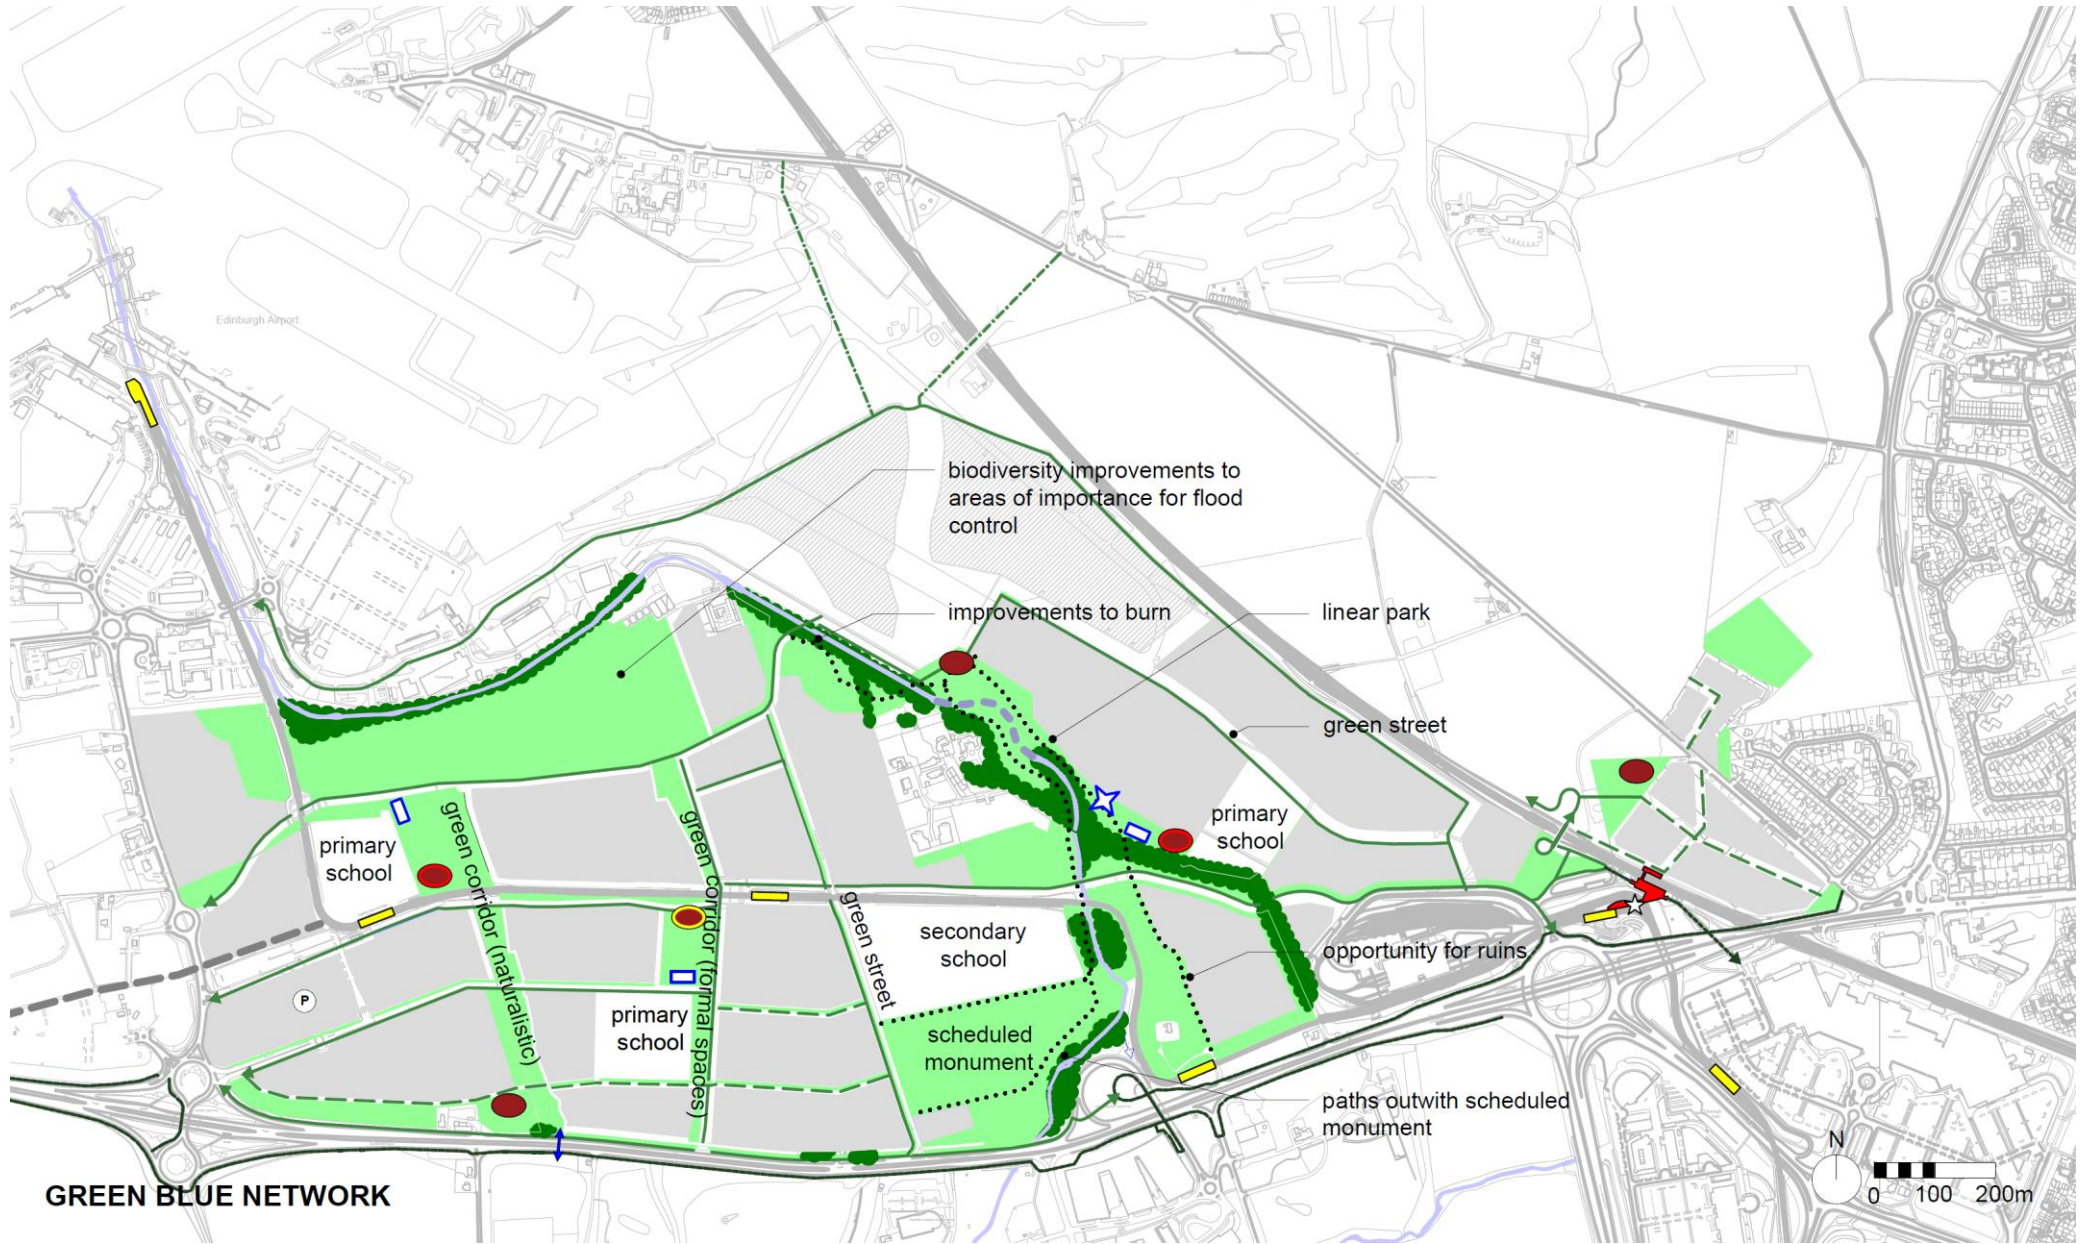 Edinburgh Airport
biodiversity improvements to
areas of importance for flood
control
improvements to burn
linear park
green street
primary
school
primary
school
green corridor (naturalistic)
green corridor (formal spaces)
green street
secondary
school
opportunity for ruins
P
primary
school
scheduled
monument
paths outwith scheduled
monument
N
0 100 200m
GREEN BLUE NETWORK